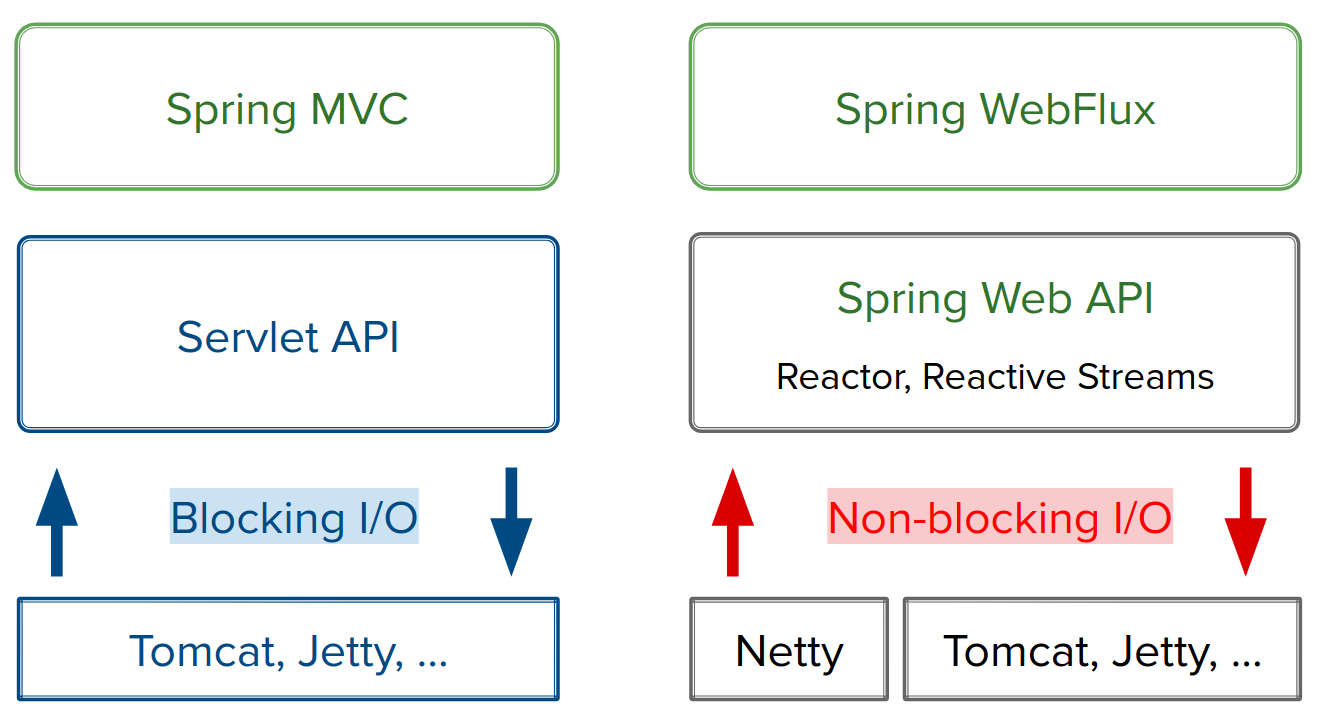 Spring MVC
Servlet API
Blocking I/O
Tomcat, Jetty, ...
Spring WebFlux
Spring Web API
Reactor, Reactive Streams
Non-blocking I/O
Netty
Tomcat, Jetty, ...